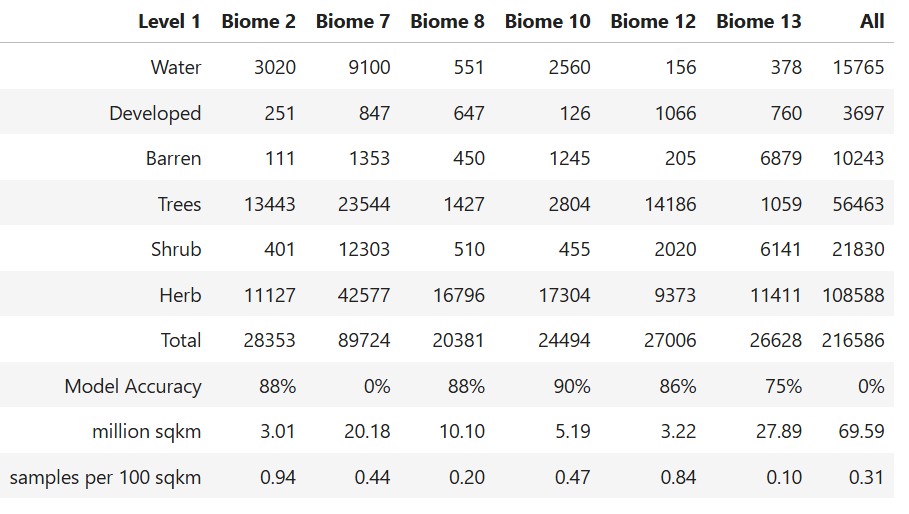 Level 1 Biome 2 Biome 7 Biome 8 Biome 10 Biome 12 Biome 13 All
Water 3020 9100 551 2560 156 378 15765
Developed 251 847 647 126 1066 760 3697
Barren 111 1353 450 1245 205 6879 10243
Trees 13443 23544 1427 2804 14186 1059 56463
Shrub 401 12303 510 455 2020 6141 21830
Herb 11127 42577 16796 17304 9373 11411 108588
Total 28353 89724 20381 24494 27006 26628 216586
Model Accuracy 88% 0% 88% 90% 86% 75% 0%
million sqkm 3.01 20.18 10.10 5.19 3.22 27.89 69.59
samples per 100 sqkm 0.94 0.44 0.20 0.47 0.84 0.10 0.31